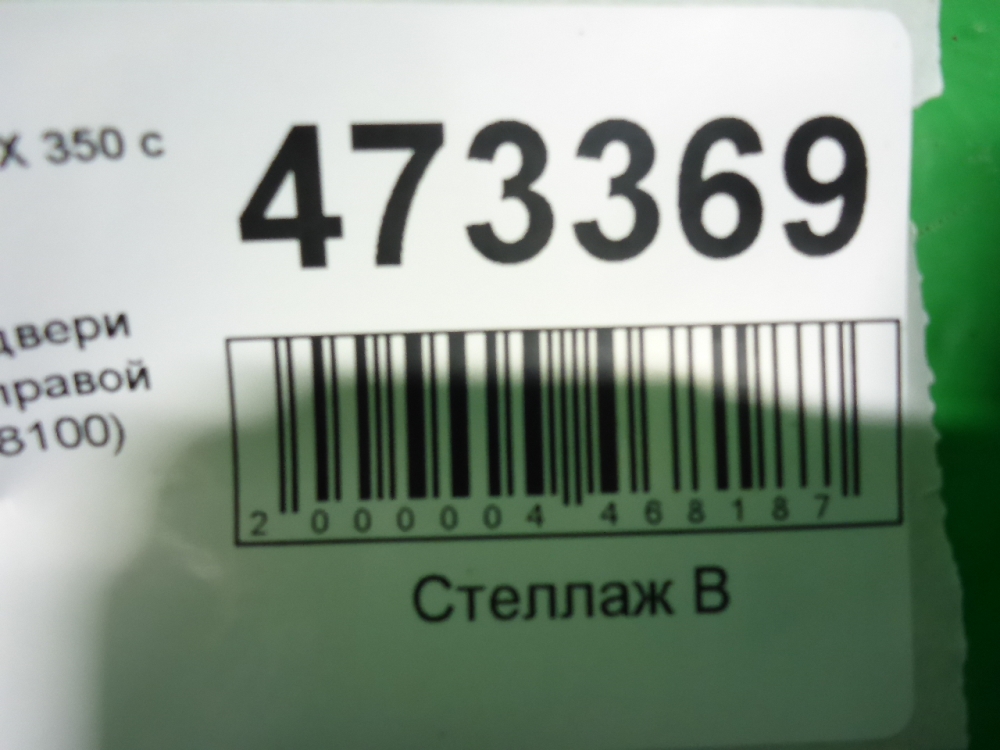 X 350 с
473369
двери
правой
8100)
2 000004 468187
Стеллаж В